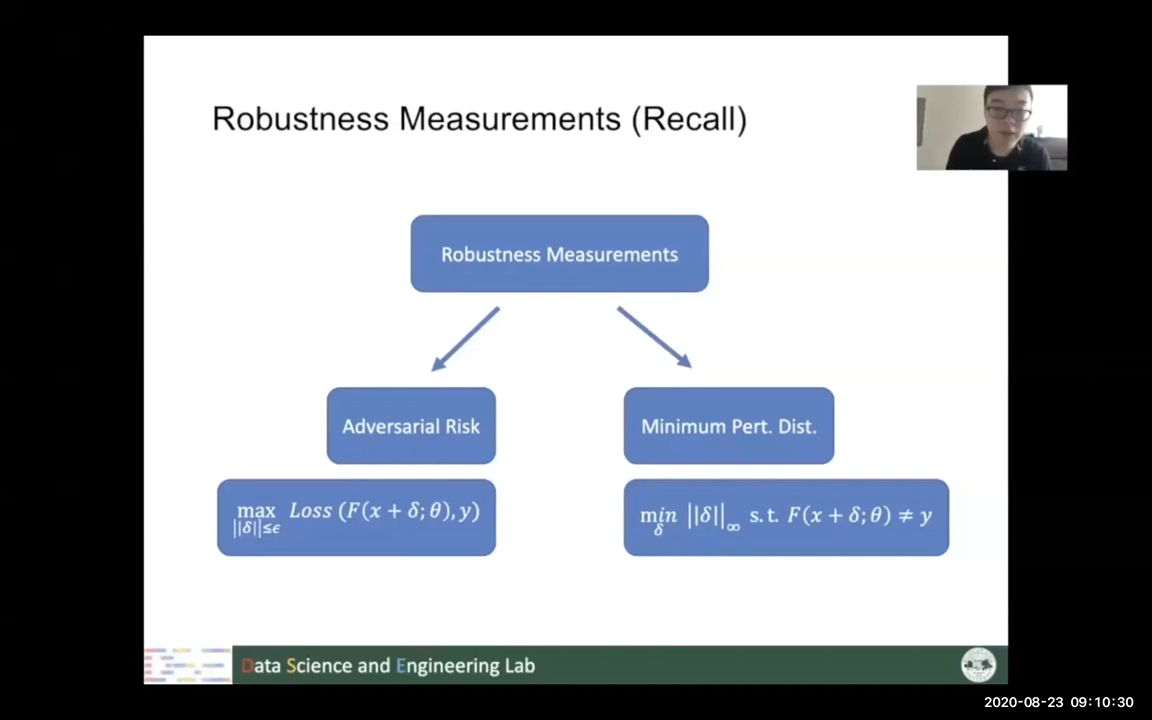 Robustness Measurements (Recall)
Robustness Measurements
Adversarial Risk
Minimum Pert. Dist.
max Loss (F(x + δ; θ), y)
||δ||≤ϵ
min ||δ||∞ s.t. F(x + δ; θ) ≠ y
δ
Data Science and Engineering Lab
2020-08-23 09:10:30